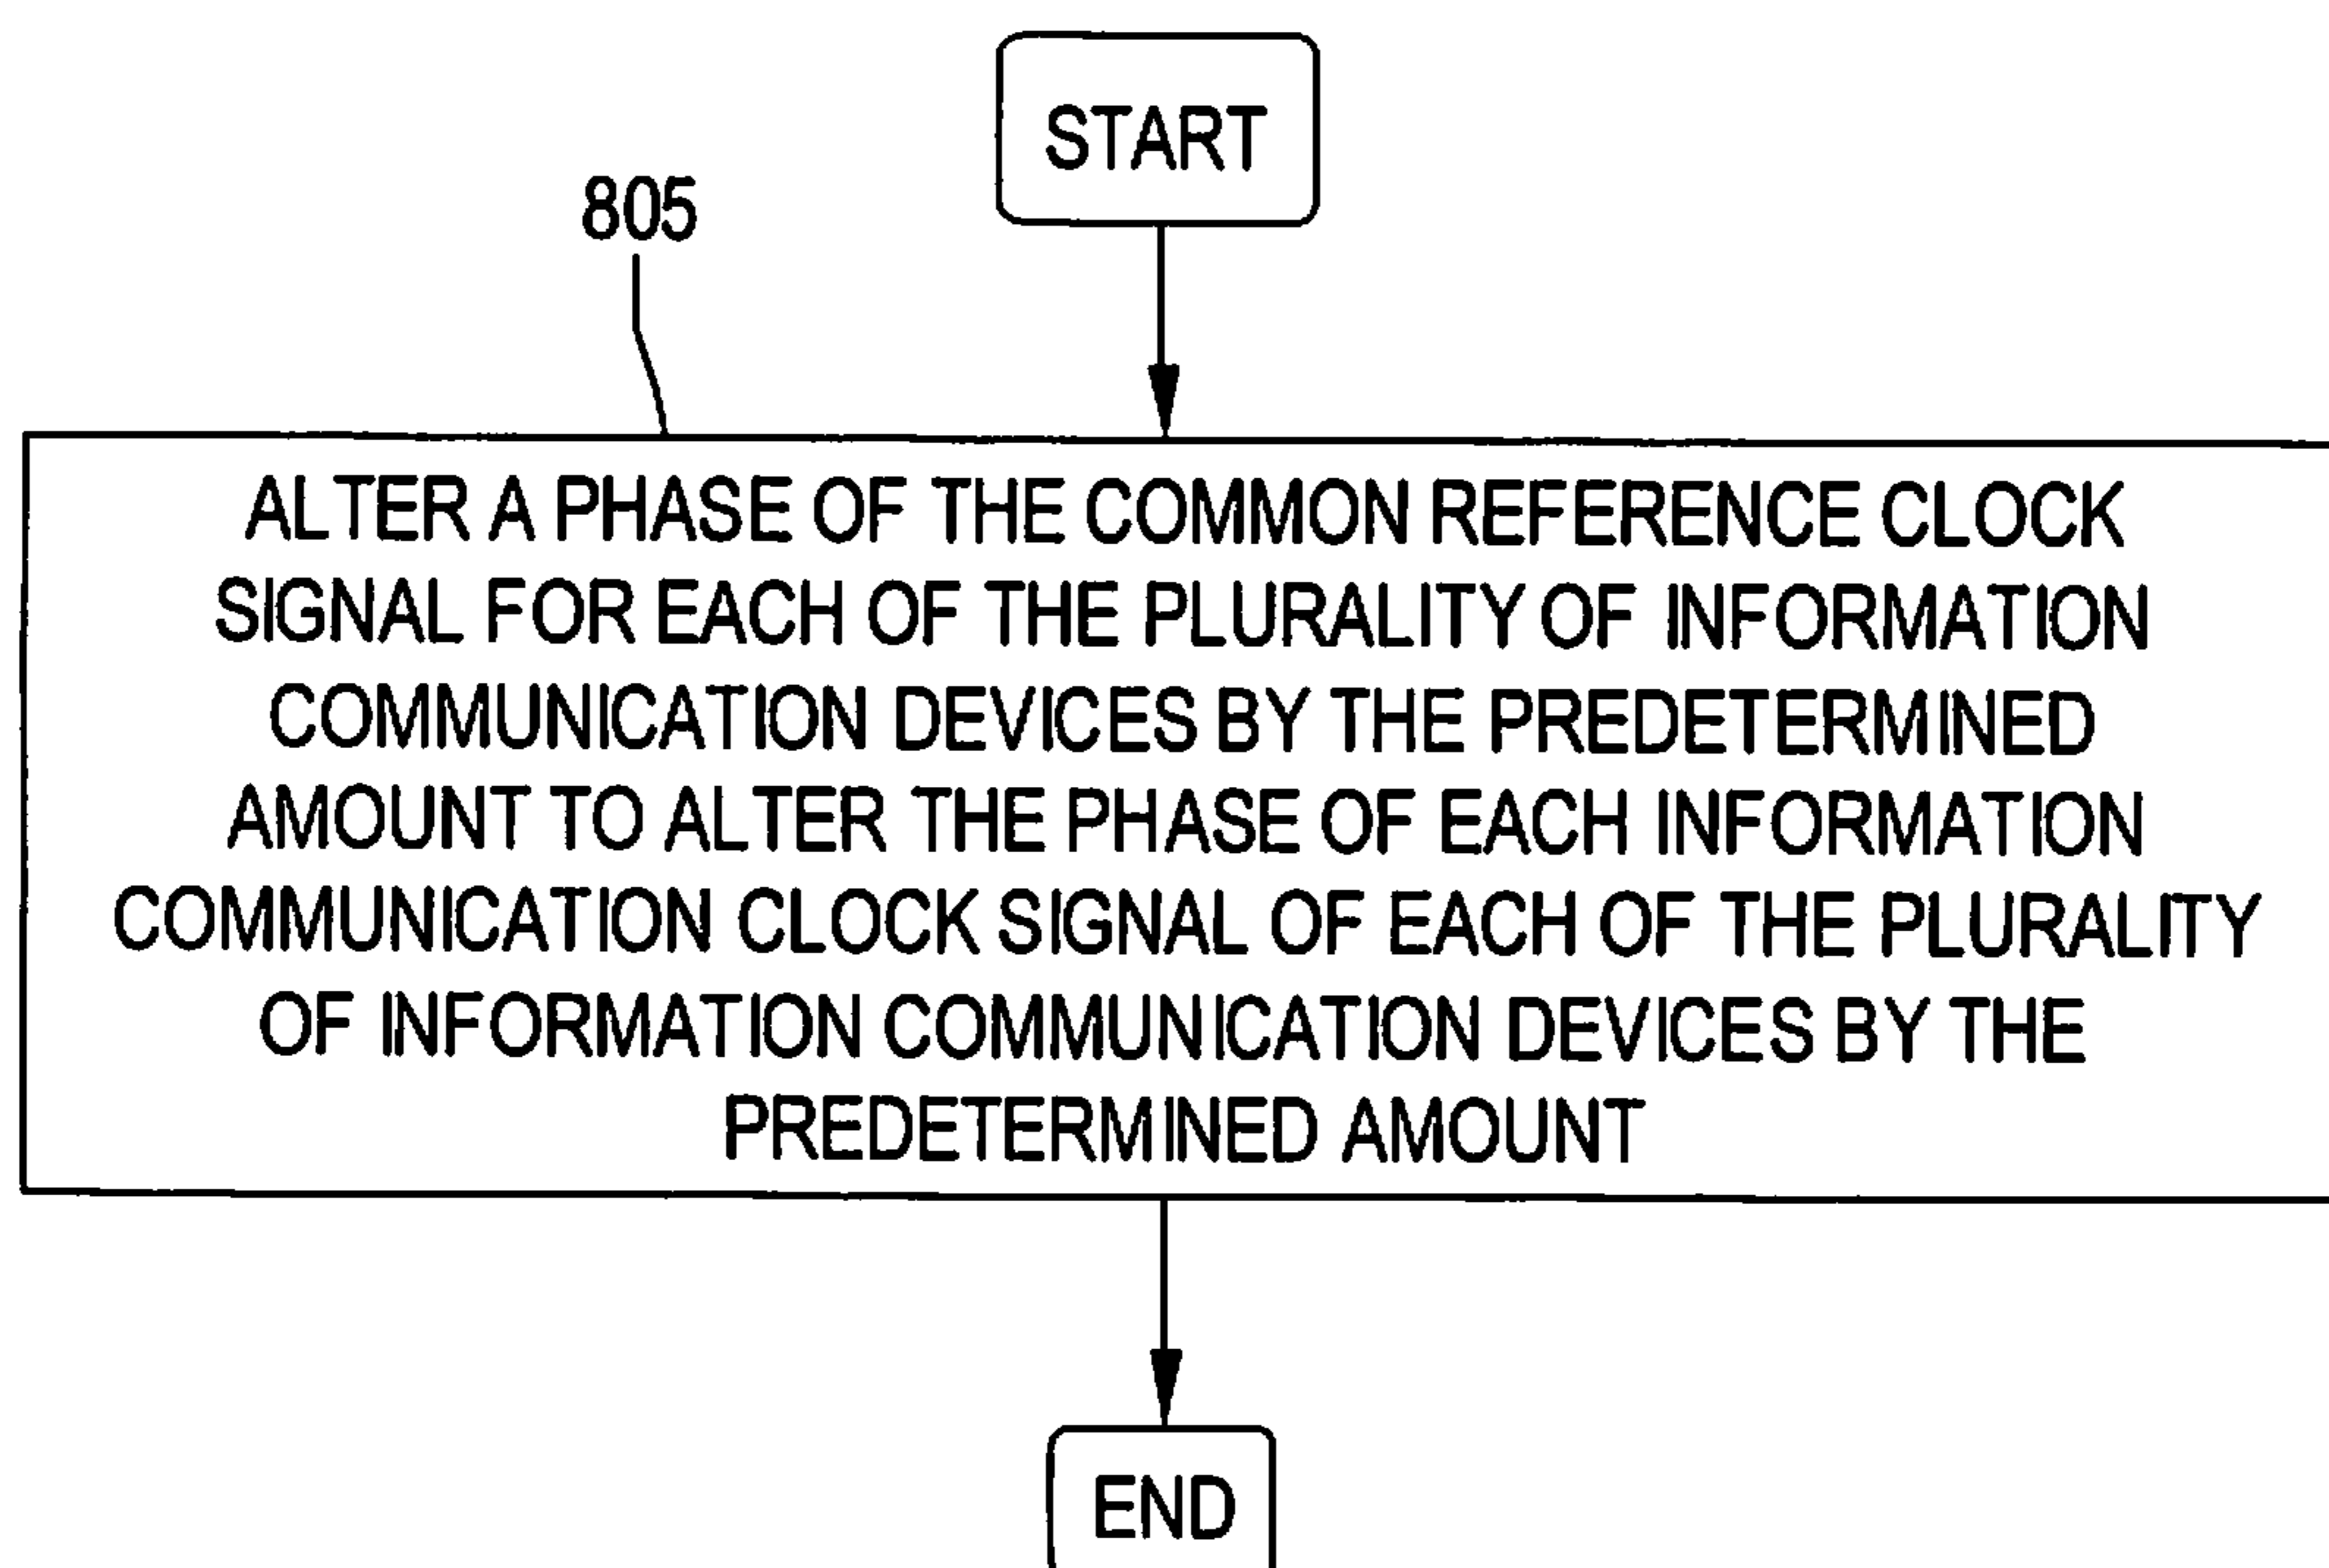 START
805
ALTER A PHASE OF THE COMMON REFERENCE CLOCK
SIGNAL FOR EACH OF THE PLURALITY OF INFORMATION
COMMUNICATION DEVICES BY THE PREDETERMINED
AMOUNT TO ALTER THE PHASE OF EACH INFORMATION
COMMUNICATION CLOCK SIGNAL OF EACH OF THE PLURALITY
OF INFORMATION COMMUNICATION DEVICES BY THE
PREDETERMINED AMOUNT
END